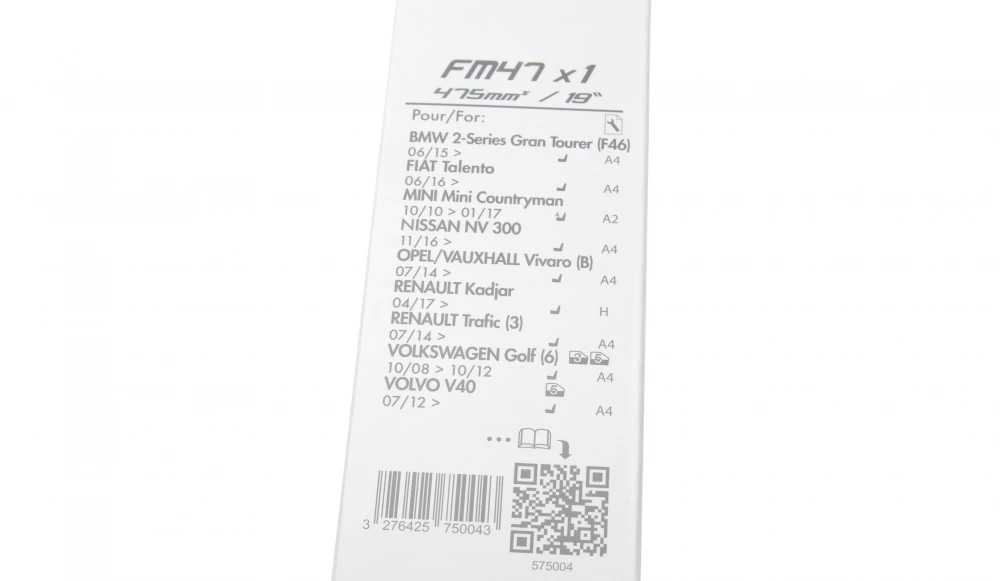 FM47 x1
475mm± / 19"
Pour/For:
BMW 2-Series Gran Tourer (F46)
06/15 > A4
FIAT Talento
06/16 > A4
MINI Mini Countryman
10/10 > 01/17 A2
NISSAN NV 300
11/16 > A4
OPEL/VAUXHALL Vivaro (B)
07/14 > A4
RENAULT Kadjar
04/17 > H
RENAULT Trafic (3)
07/14 > A4
VOLKSWAGEN Golf (6) 3 5
10/08 > 10/12 A4
VOLVO V40 5
07/12 > A4
...
3 276425 750043
575004